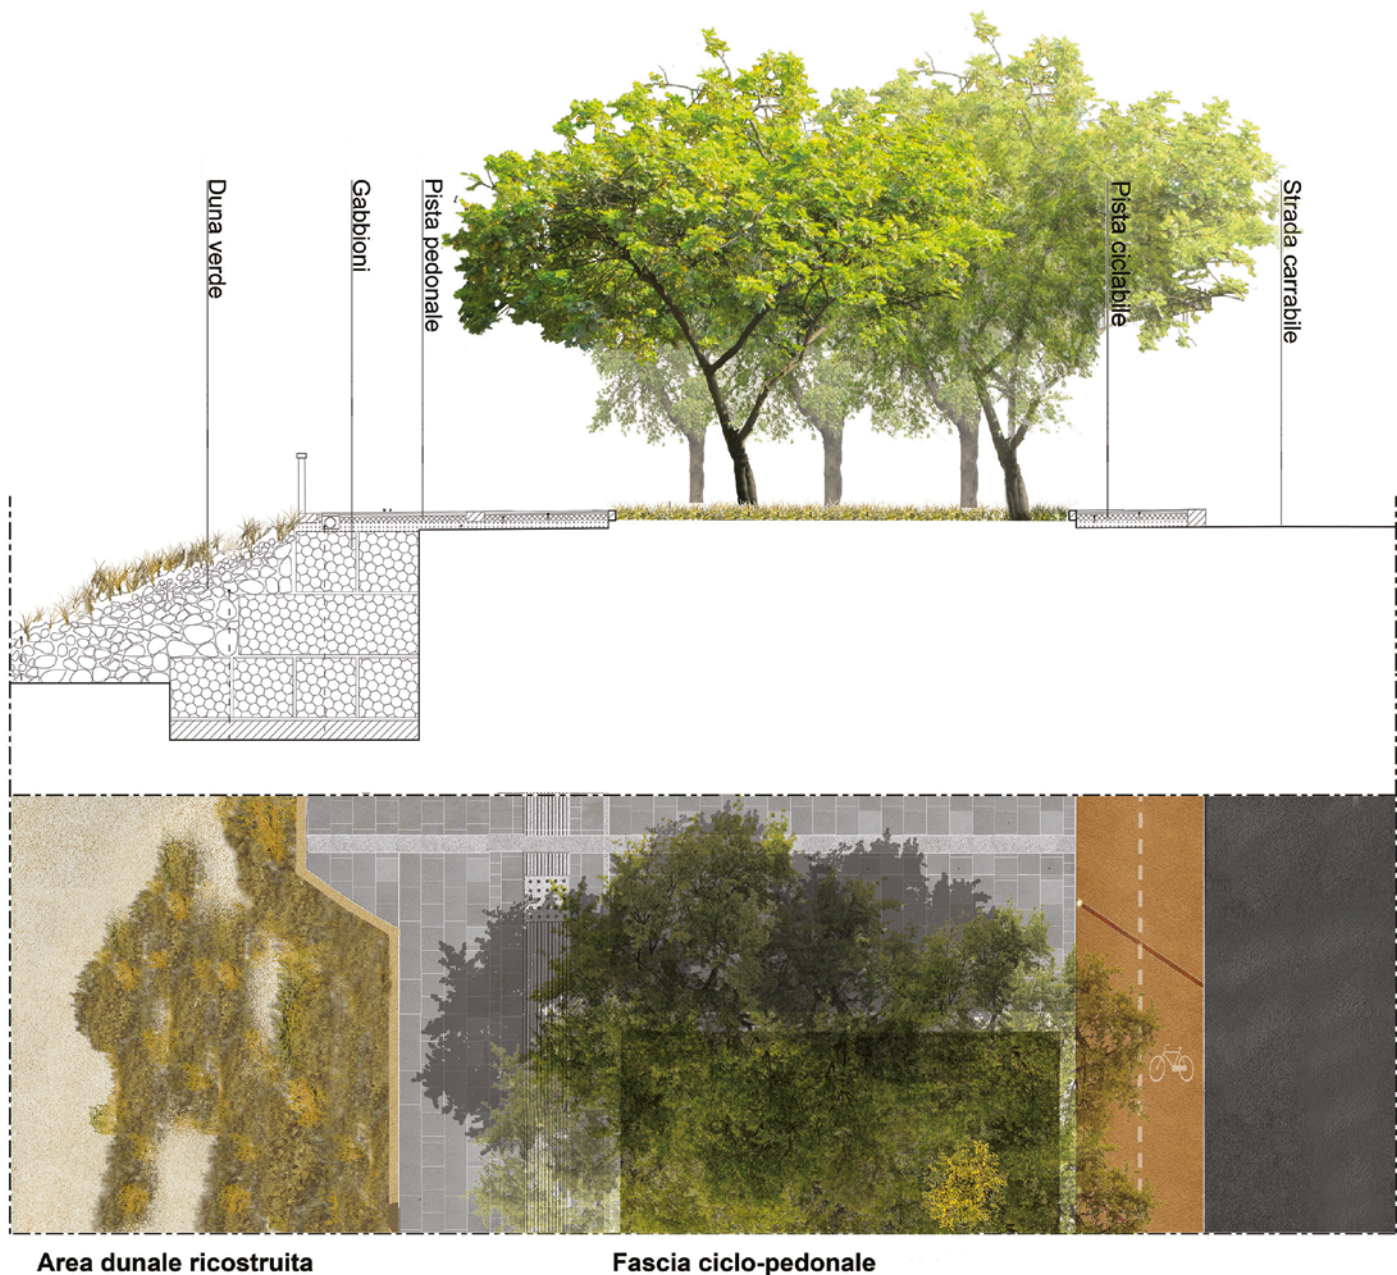 Duna verde
Gabbioni
Pista pedonale
Pista ciclabile
Strada carrabile
Area dunale ricostruita
Fascia ciclo-pedonale